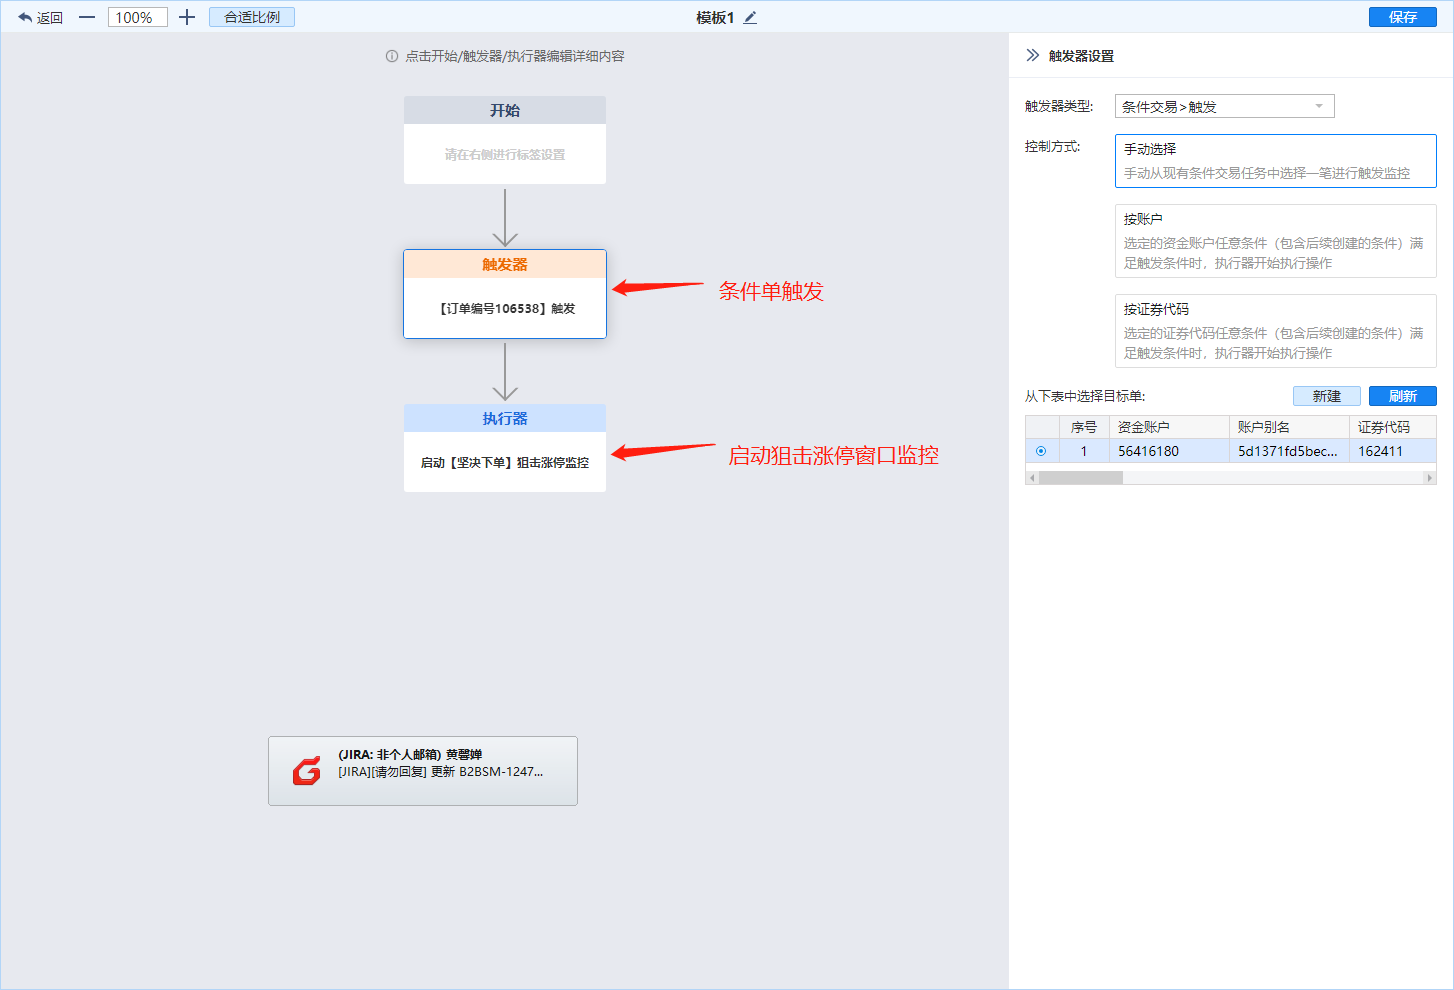 返回
100%
合适比例
模板1
保存
点击开始/触发器/执行器编辑详细内容
开始
请在右侧进行标签设置
触发器
【订单编号106538】触发
条件单触发
执行器
启动【坚决下单】狙击涨停监控
启动狙击涨停窗口监控
(JIRA: 非个人邮箱) 黄馨婵
[JIRA][请勿回复] 更新 B2BSM-1247...
触发器设置
触发器类型:
条件交易>触发
控制方式:
手动选择
手动从现有条件交易任务中选择一笔进行触发监控
按账户
选定的资金账户任意条件（包含后续创建的条件）满
足触发条件时，执行器开始执行操作
按证券代码
选定的证券代码任意条件（包含后续创建的条件）满
足触发条件时，执行器开始执行操作
从下表中选择目标单:
新建
刷新
序号 资金账户 账户别名 证券代码
1 56416180 5d1371fd5bec... 162411